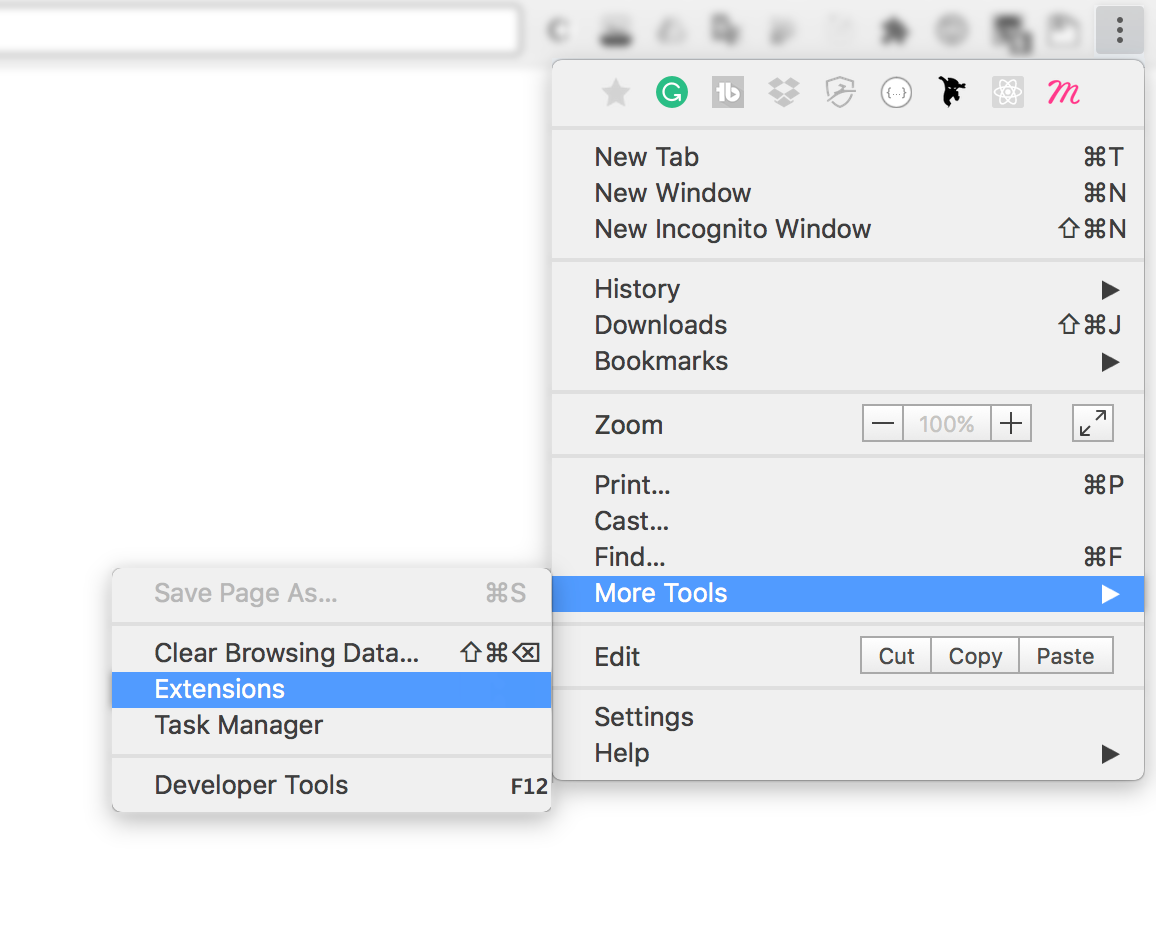 New Tab ⌘T
New Window ⌘N
New Incognito Window ⇧⌘N
History ▶
Downloads ⇧⌘J
Bookmarks ▶
Zoom — 100% +
Print... ⌘P
Cast...
Find... ⌘F
More Tools ▶
Edit Cut Copy Paste
Settings
Help ▶
Save Page As... ⌘S
Clear Browsing Data... ⇧⌘⌫
Extensions
Task Manager
Developer Tools F12